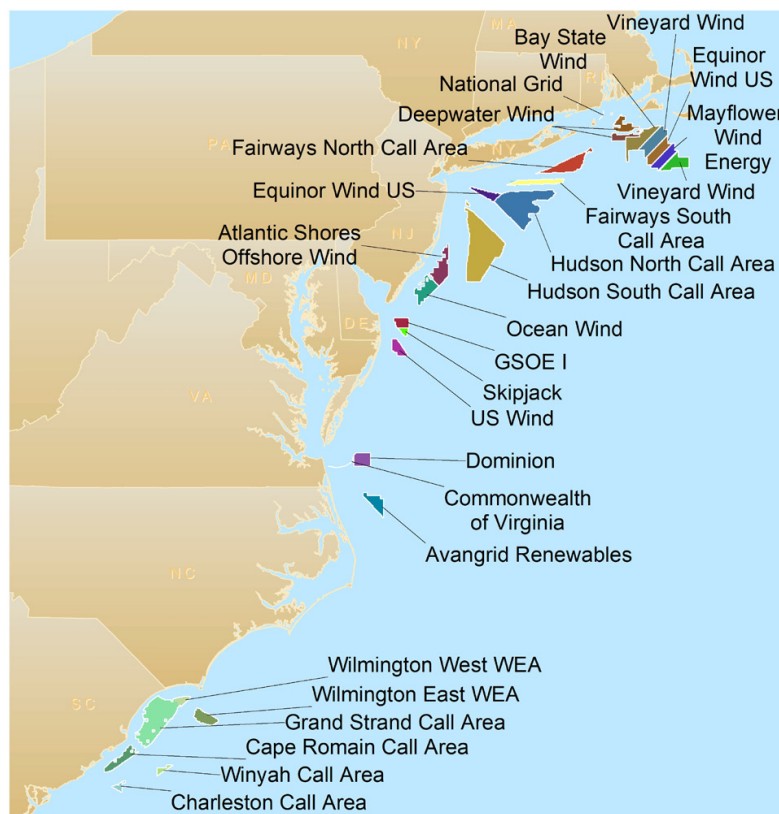 Vineyard Wind
NY
MA
Bay State
Wind
Equinor
Wind US
RI
National Grid
Mayflower
Wind
Energy
Deepwater Wind
PA
NY
Fairways North Call Area
Vineyard Wind
Equinor Wind US
Fairways South
Call Area
NJ
Atlantic Shores
Offshore Wind
Hudson North Call Area
MD
Hudson South Call Area
DE
Ocean Wind
GSOE I
Skipjack
VA
US Wind
Dominion
Commonwealth
of Virginia
Avangrid Renewables
NC
Wilmington West WEA
Wilmington East WEA
SC
Grand Strand Call Area
Cape Romain Call Area
Winyah Call Area
Charleston Call Area